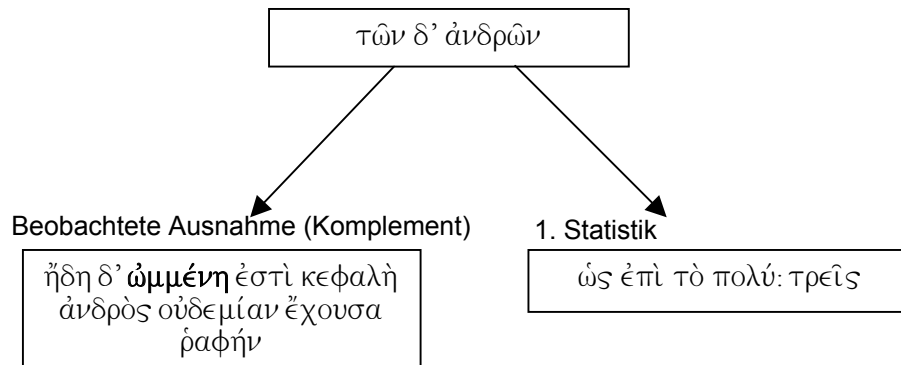 τῶν δ’ ἀνδρῶν
Beobachtete Ausnahme (Komplement)
ἤδη δ’ ὠμμένη ἐστὶ κεφαλὴ
ἀνδρὸς οὐδεμίαν ἔχουσα
ῥαφήν
1. Statistik
ὡς ἐπὶ τὸ πολύ: τρεῖς